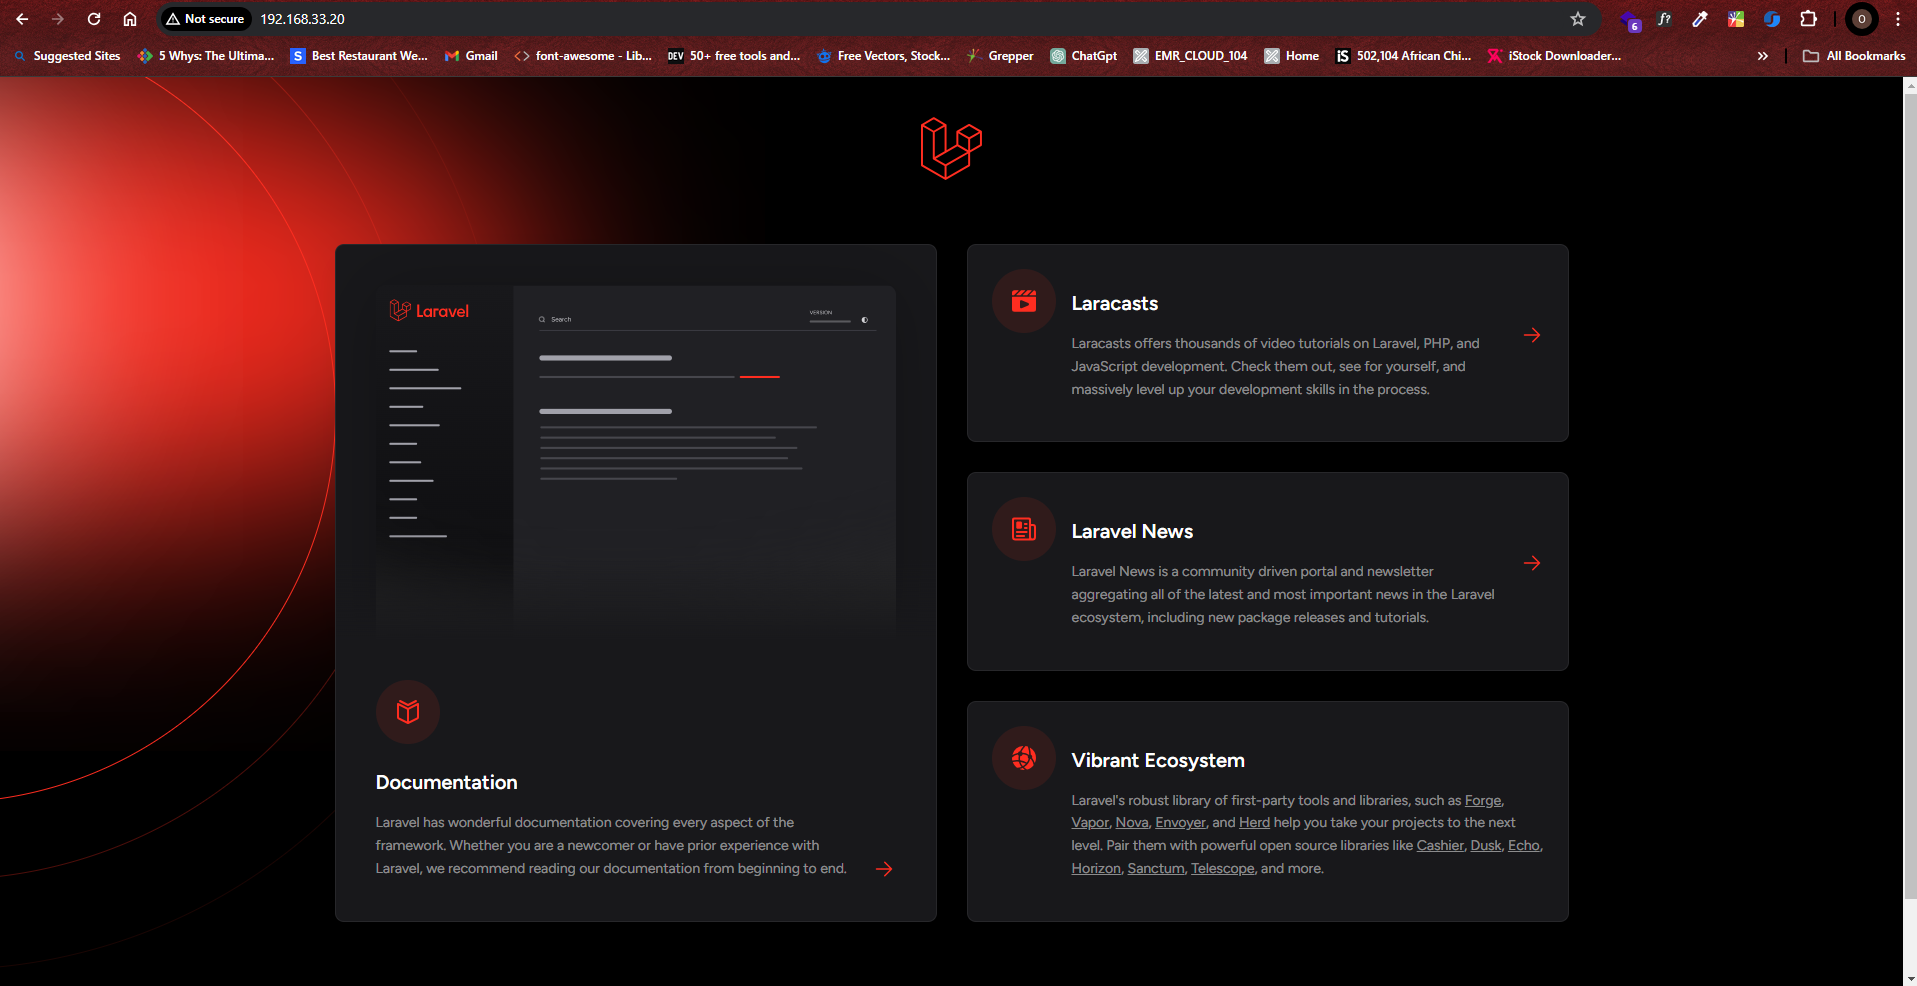 Not secure
192.168.33.20
6
f?
O
Suggested Sites
5 Whys: The Ultima...
S
Best Restaurant We...
Gmail
font-awesome - Lib...
DEV
50+ free tools and...
Free Vectors, Stock...
Grepper
ChatGpt
EMR_CLOUD_104
Home
iS
502,104 African Chi...
iStock Downloader...
All Bookmarks
Laravel
Search
VERSION
Documentation
Laravel has wonderful documentation covering every aspect of the
framework. Whether you are a newcomer or have prior experience with
Laravel, we recommend reading our documentation from beginning to end.
Laracasts
Laracasts offers thousands of video tutorials on Laravel, PHP, and
JavaScript development. Check them out, see for yourself, and
massively level up your development skills in the process.
Laravel News
Laravel News is a community driven portal and newsletter
aggregating all of the latest and most important news in the Laravel
ecosystem, including new package releases and tutorials.
Vibrant Ecosystem
Laravel's robust library of first-party tools and libraries, such as Forge,
Vapor, Nova, Envoyer, and Herd help you take your projects to the next
level. Pair them with powerful open source libraries like Cashier, Dusk, Echo,
Horizon, Sanctum, Telescope, and more.